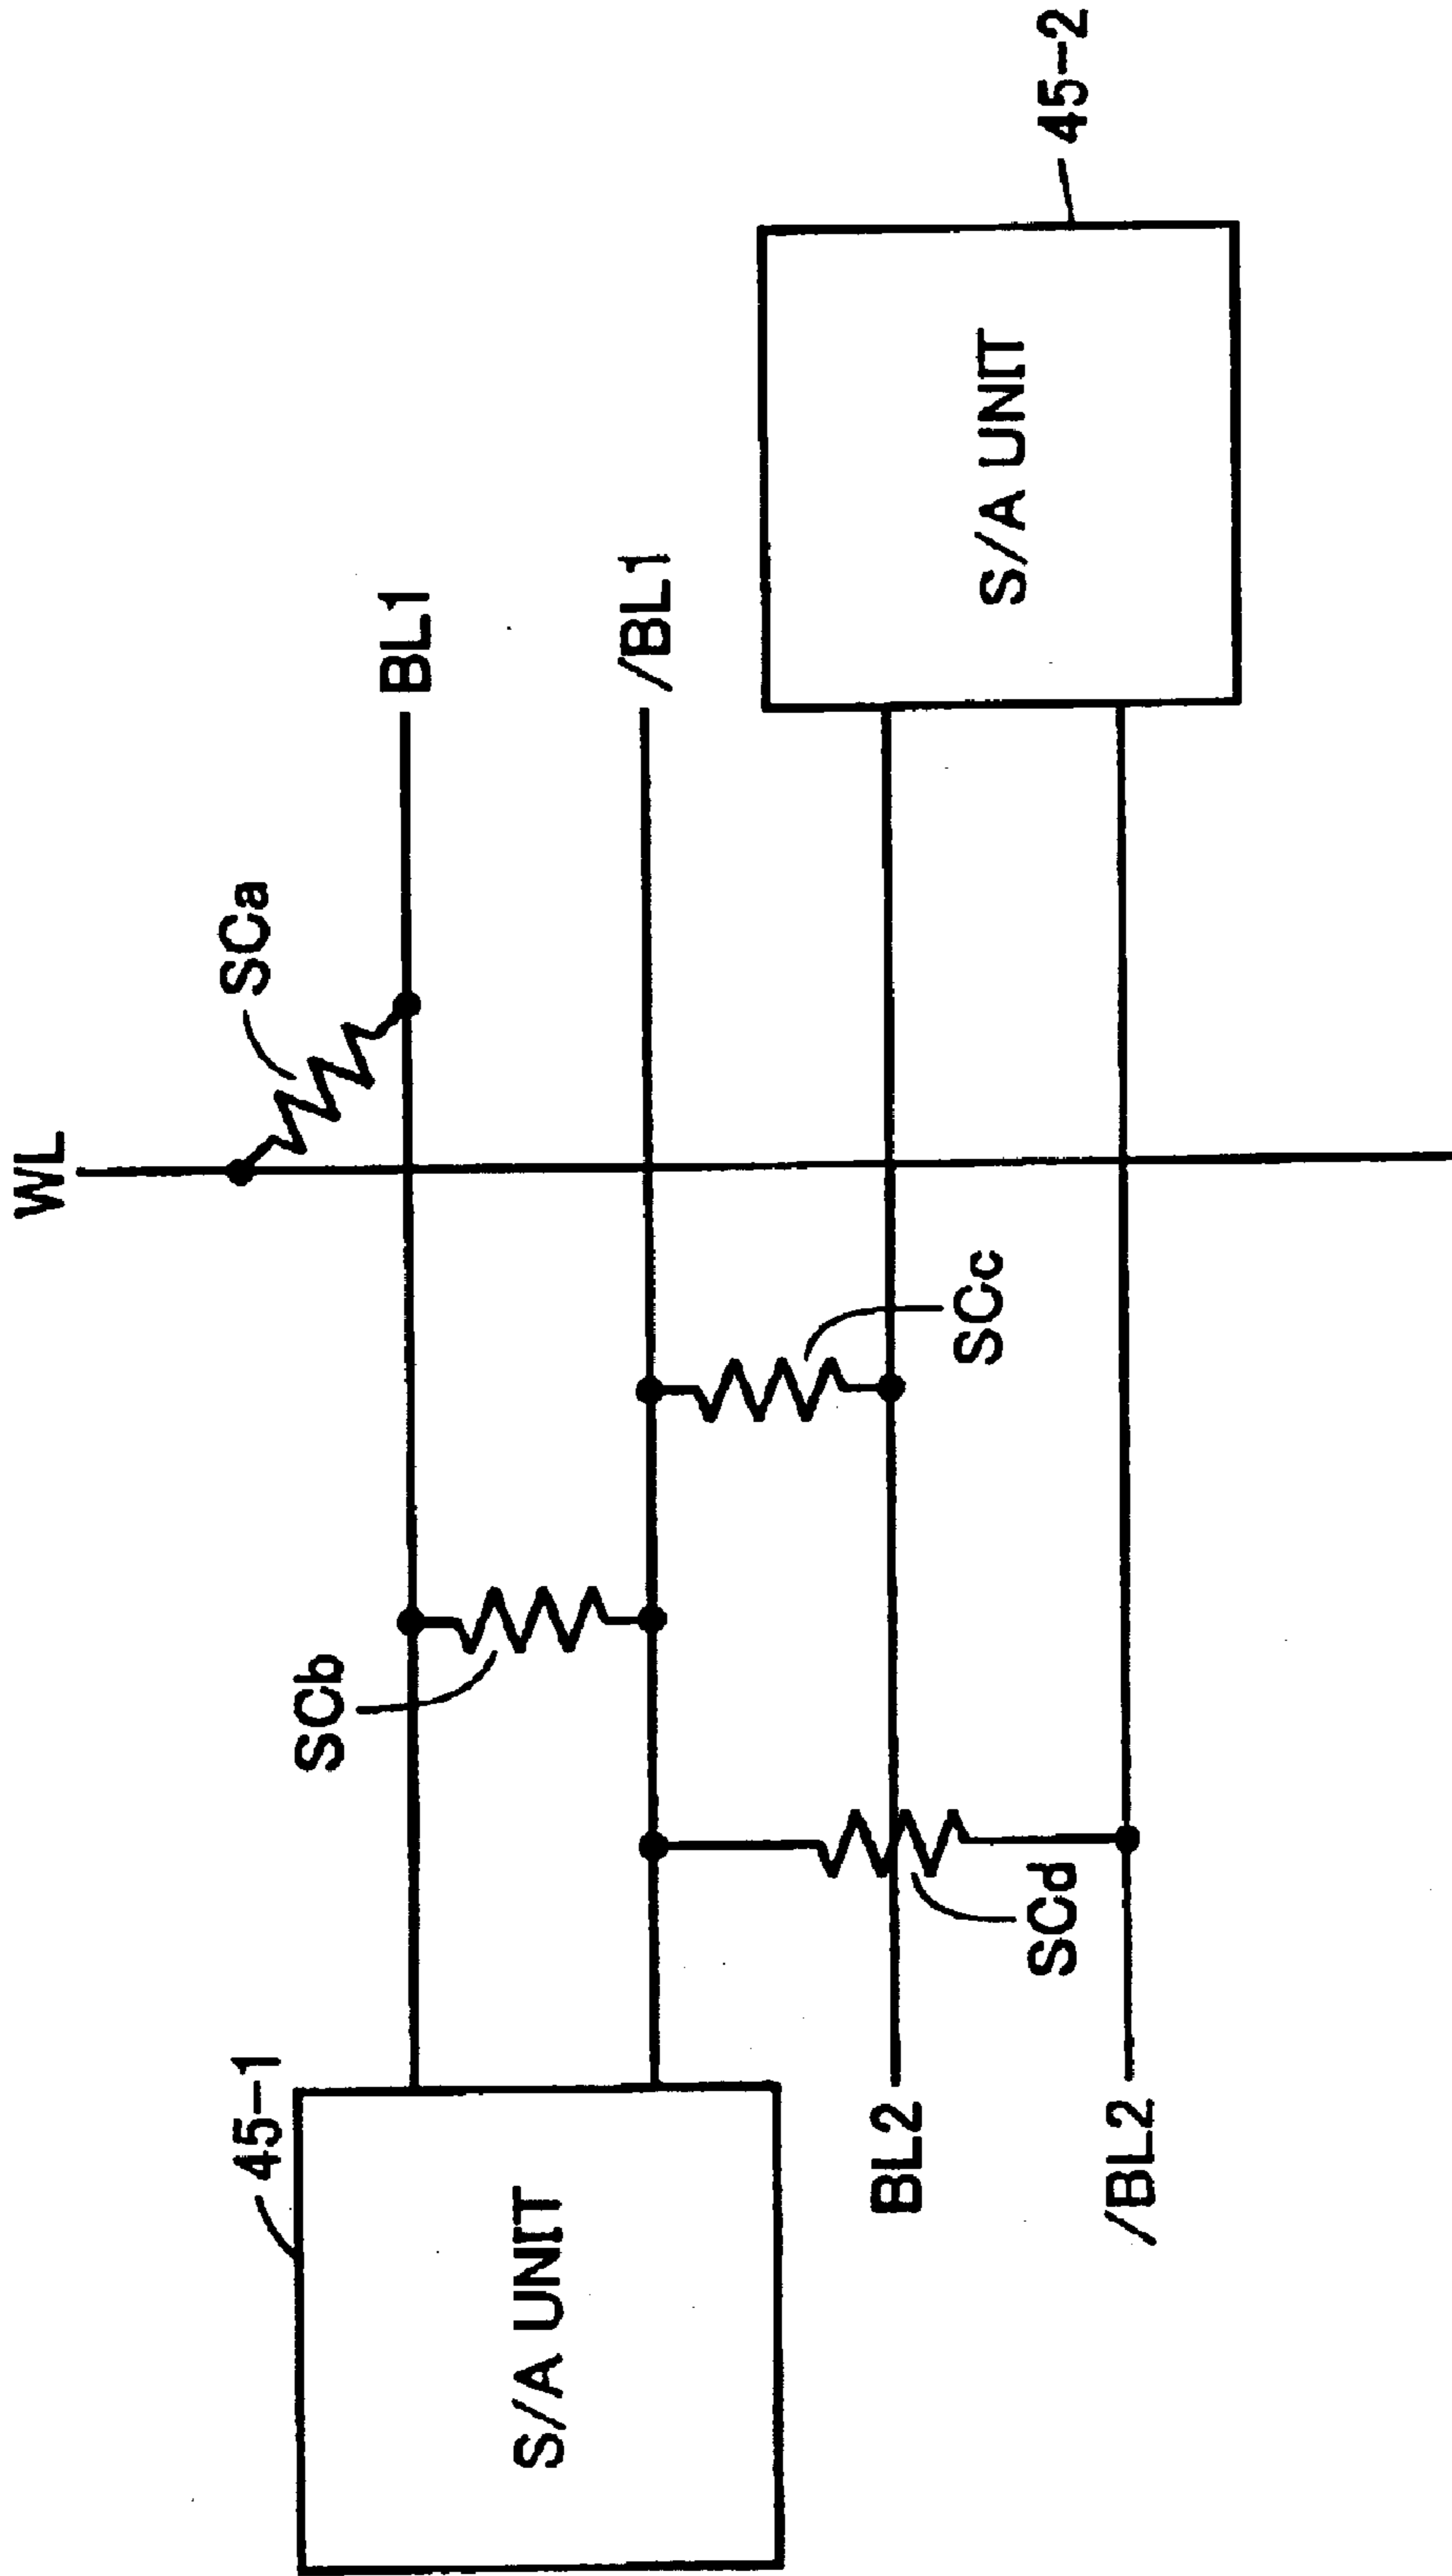 WL
SCa
BL1
/BL1
45-1
S/A UNIT
SCb
SCc
SCd
BL2
/BL2
S/A UNIT
45-2